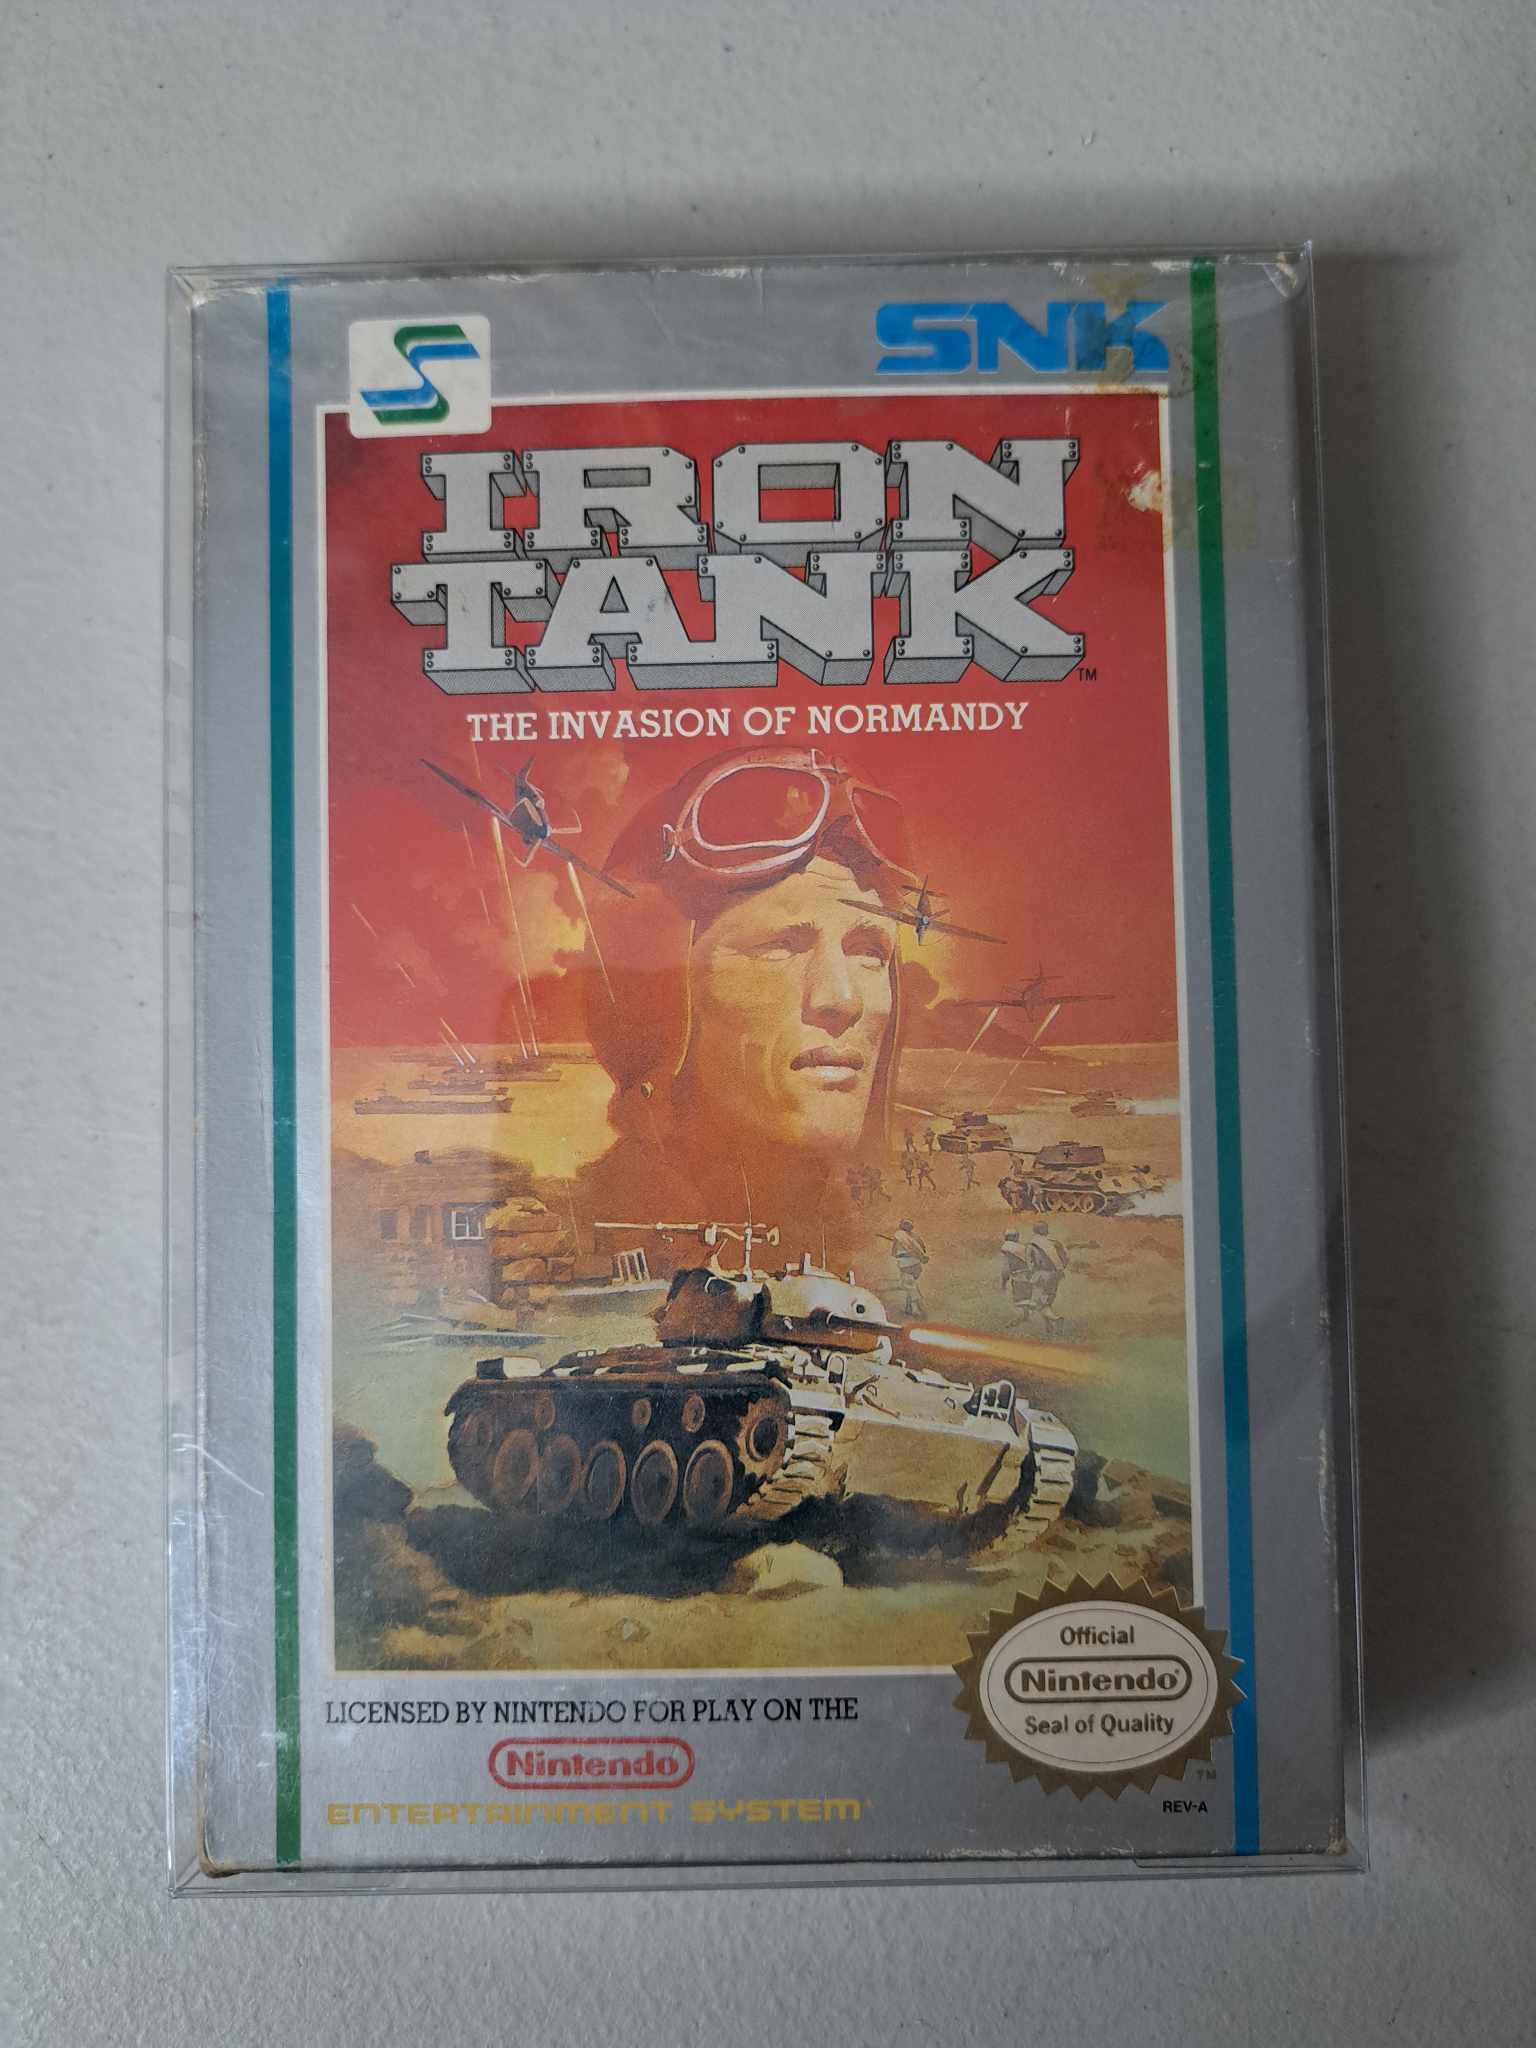 SNK
IRON
TANK™
THE INVASION OF NORMANDY
LICENSED BY NINTENDO FOR PLAY ON THE
Nintendo
ENTERTAINMENT SYSTEM
Official
Nintendo®
Seal of Quality
TM
REV-A